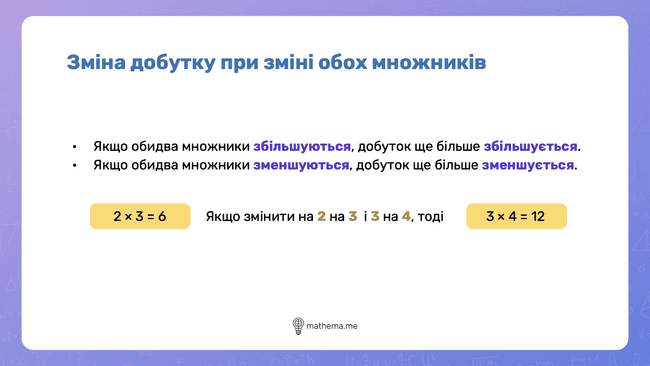 Зміна добутку при зміні обох множників
• Якщо обидва множники збільшуються, добуток ще більше збільшується.
• Якщо обидва множники зменшуються, добуток ще більше зменшується.
2 × 3 = 6 Якщо змінити на 2 на 3 і 3 на 4, тоді 3 × 4 = 12
mathema.me